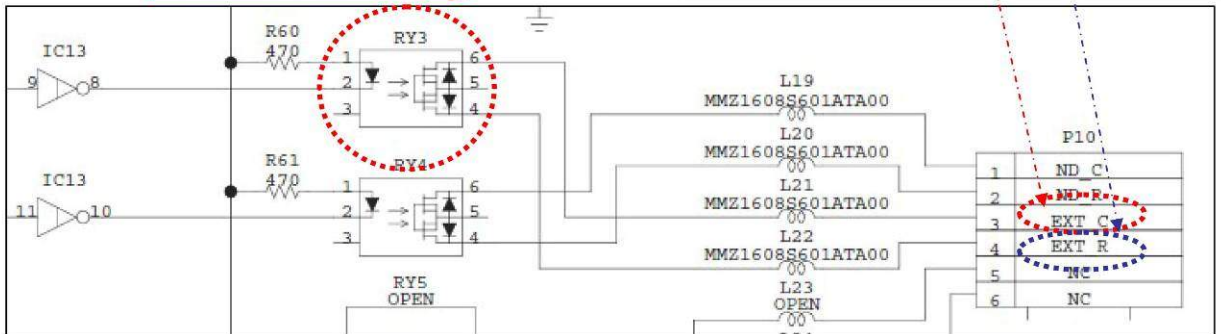 IC13
9
8
R60
470
RY3
1
2
3
6
5
4
IC13
11
10
R61
470
RY4
1
2
3
6
5
4
RY5
OPEN
L19
MMZ1608S601ATA00
L20
MMZ1608S601ATA00
L21
MMZ1608S601ATA00
L22
MMZ1608S601ATA00
L23
OPEN
P10
1 ND_C
2 ND_R
3 EXT_C
4 EXT_R
5 NC
6 NC